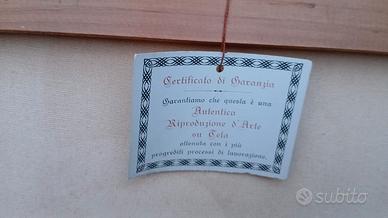 Certificato di Garanzia
Garantiamo che questa è una
Autentica
Riproduzione d'Arte
su Tela
ottenuta con i più
progrediti processi di lavorazione.
subito